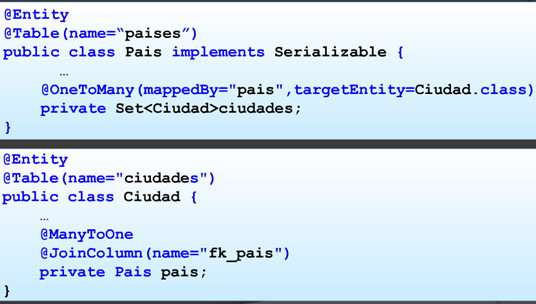 @Entity
@Table(name=“paises”)
public class Pais implements Serializable {
…
@OneToMany(mappedBy="pais",targetEntity=Ciudad.class)
private Set<Ciudad>ciudades;
}
@Entity
@Table(name="ciudades")
public class Ciudad {
…
@ManyToOne
@JoinColumn(name="fk_pais")
private Pais pais;
}